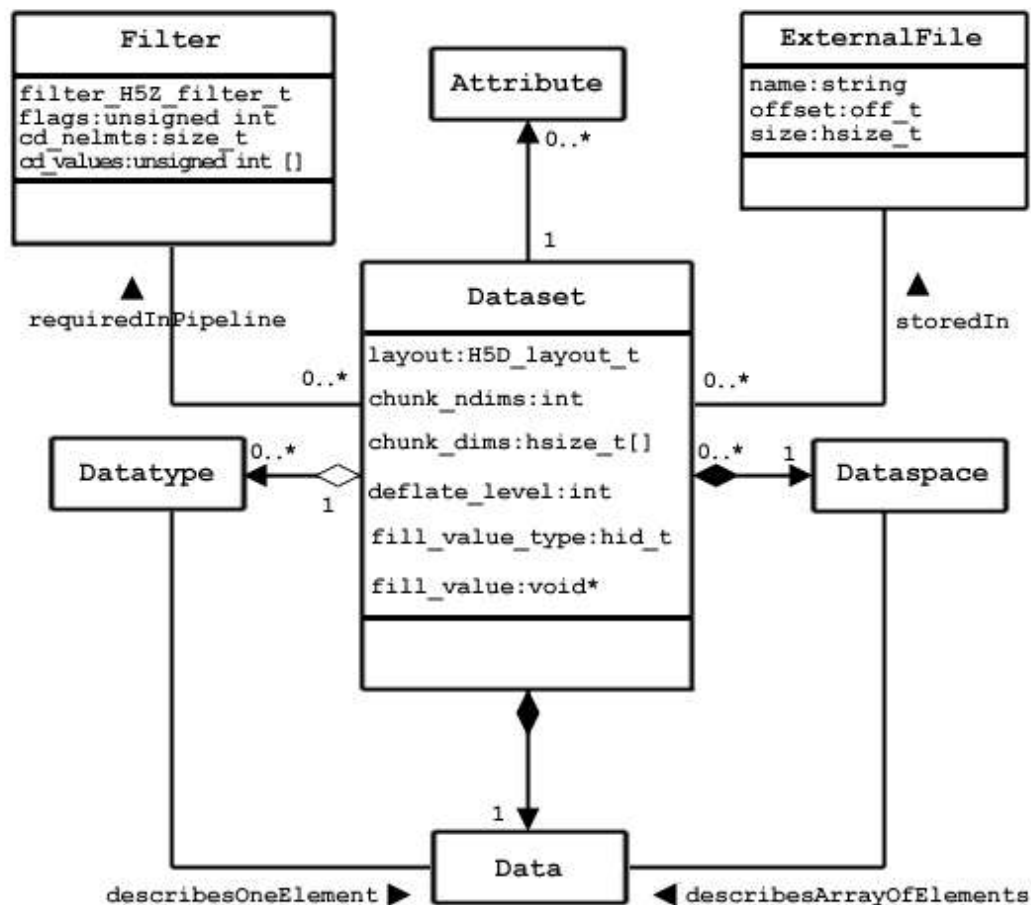 Filter
filter_H5Z_filter_t
flags:unsigned int
cd_nelmts:size_t
cd_values:unsigned int []
Attribute
0..*
1
ExternalFile
name:string
offset:off_t
size:hsize_t
requiredInPipeline
storedIn
Dataset
layout:H5D_layout_t
chunk_ndims:int
chunk_dims:hsize_t[]
deflate_level:int
fill_value_type:hid_t
fill_value:void*
0..*
0..*
Datatype
0..*
1
0..*
1
Dataspace
1
Data
describesOneElement
describesArrayOfElements